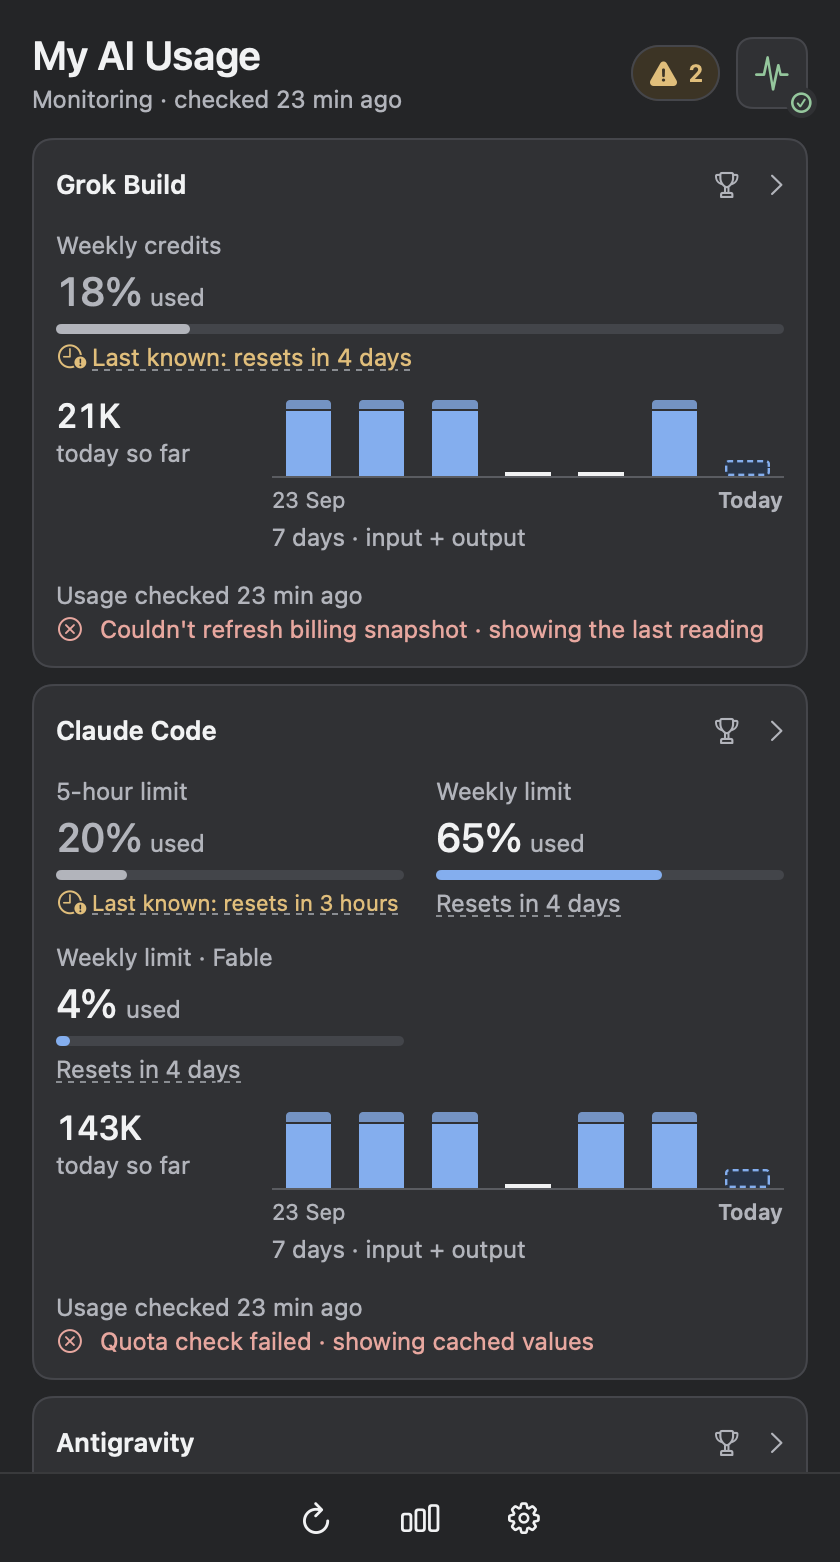 My AI Usage
Monitoring · checked 23 min ago
2
Grok Build
Weekly credits
18% used
Last known: resets in 4 days
21K
today so far
23 Sep
Today
7 days · input + output
Usage checked 23 min ago
Couldn't refresh billing snapshot · showing the last reading
Claude Code
5-hour limit
20% used
Last known: resets in 3 hours
Weekly limit
65% used
Resets in 4 days
Weekly limit · Fable
4% used
Resets in 4 days
143K
today so far
23 Sep
Today
7 days · input + output
Usage checked 23 min ago
Quota check failed · showing cached values
Antigravity